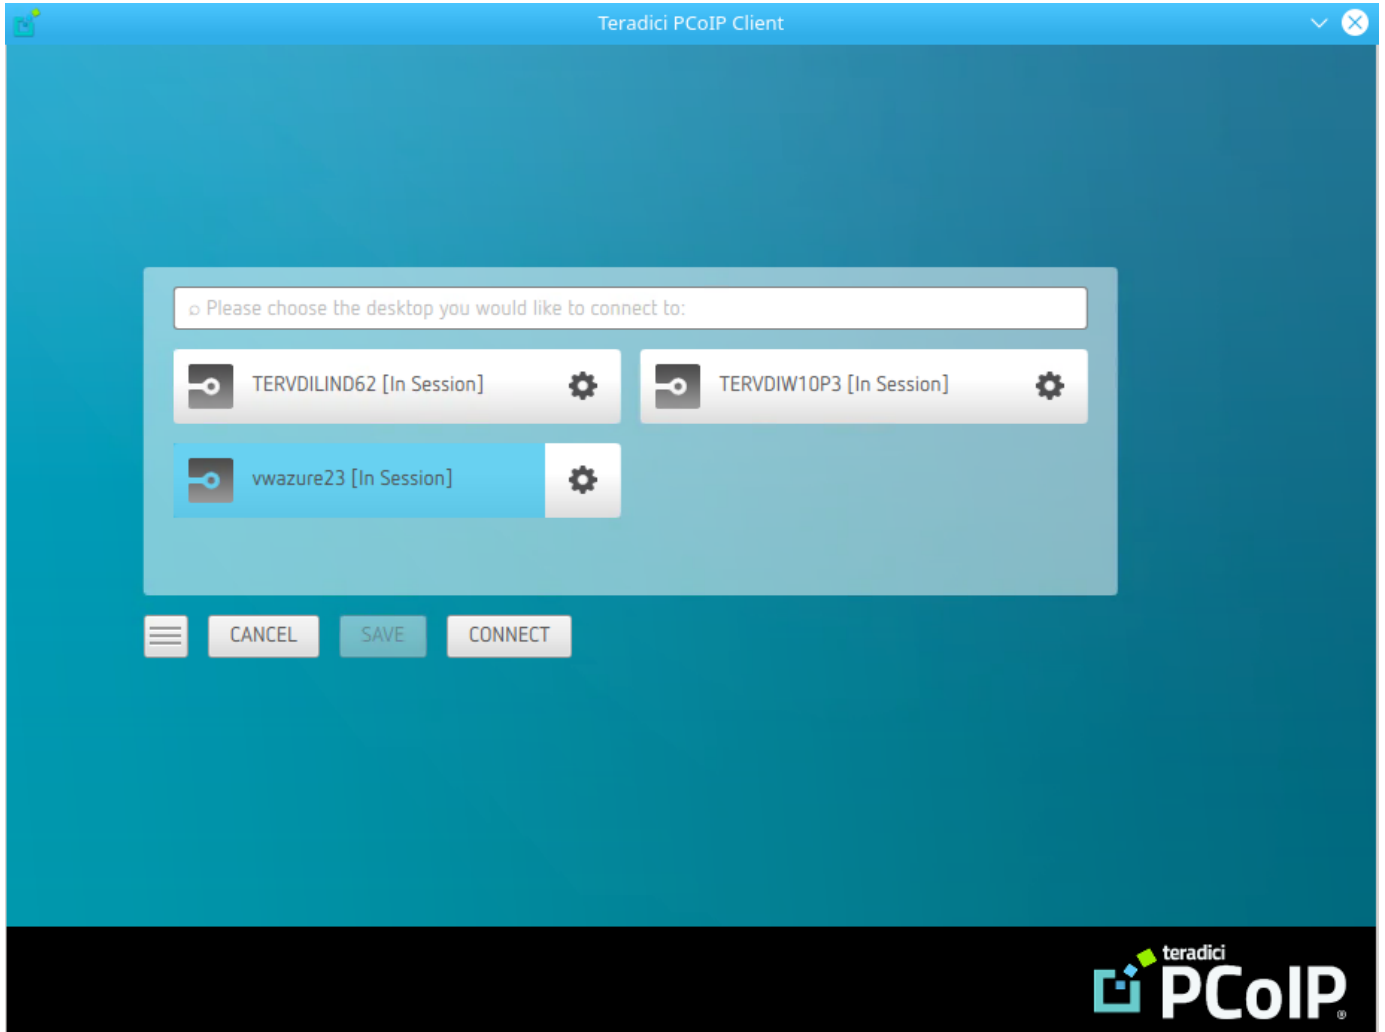 Teradici PCoIP Client
Please choose the desktop you would like to connect to:
TERVDILIND62 [In Session]
TERVDIW10P3 [In Session]
vwazure23 [In Session]
CANCEL
SAVE
CONNECT
teradici
PCoIP®